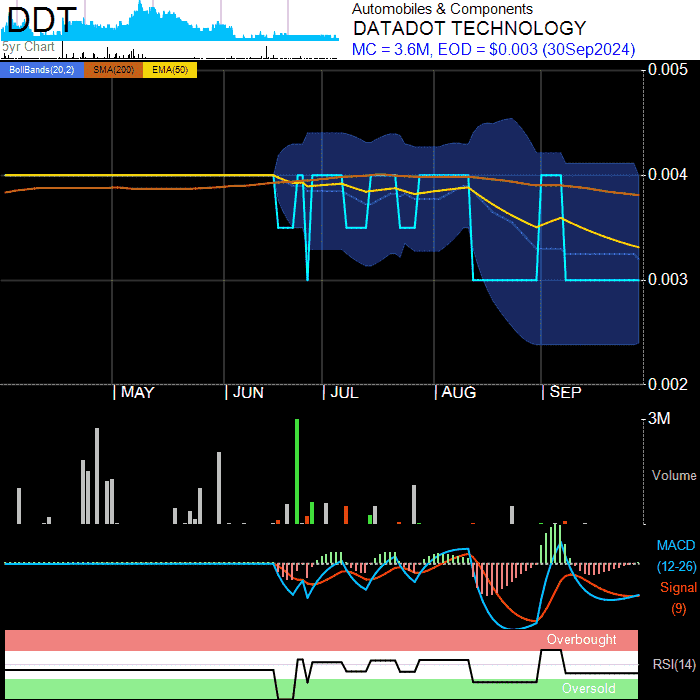 DDT
5yr Chart
Automobiles & Components
DATADOT TECHNOLOGY
MC = 3.6M, EOD = $0.003 (30Sep2024)
BollBands(20,2) SMA(200) EMA(50)
0.005
0.004
0.003
0.002
MAY JUN JUL AUG SEP
3M
Volume
MACD
(12-26)
Signal
(9)
Overbought
RSI(14)
Oversold